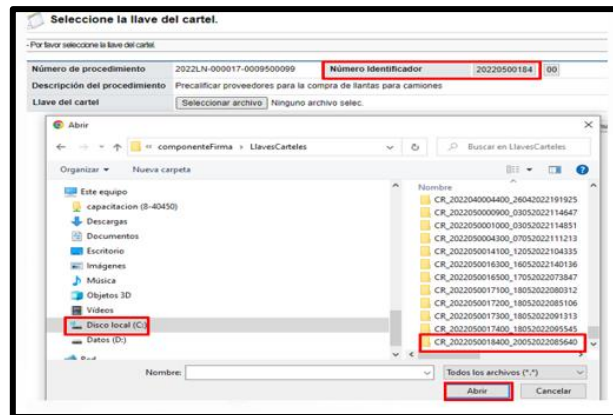 Seleccione la llave del cartel.
- Por favor seleccione la llave del cartel.
Número de procedimiento 2022LN-000017-0009500099 Número Identificador 20220500184 00
Descripción del procedimiento Precalificar proveedores para la compra de llantas para camiones
Llave del cartel Seleccionar archivo Ninguno archivo selec.
Abrir
« componenteFirma > LlavesCarteles Buscar en LlavesCarteles
Organizar Nueva carpeta
Nombre
Este equipo
capacitacion (8-40450)
Descargas
Documentos
Escritorio
Imágenes
Música
Objetos 3D
Vídeos
Disco local (C:)
Datos (D:)
CR_2022040004400_26042022191925
CR_2022050000900_03052022114647
CR_2022050001000_03052022114851
CR_2022050004300_07052022111213
CR_2022050014100_12052022104335
CR_2022050016300_16052022140136
CR_2022050016500_17052022073847
CR_2022050017100_18052022080312
CR_2022050017200_18052022085106
CR_2022050017300_18052022091313
CR_2022050017400_18052022095545
CR_2022050018400_20052022085640
Nombre: Todos los archivos (*.*)
Abrir Cancelar